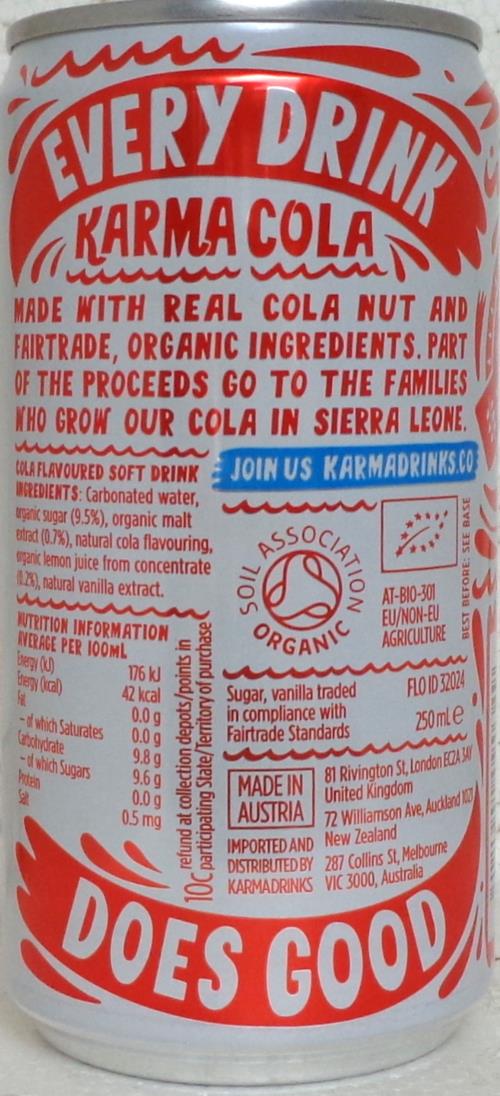 EVERY DRINK
KARMA COLA
MADE WITH REAL COLA NUT AND
FAIRTRADE, ORGANIC INGREDIENTS. PART
OF THE PROCEEDS GO TO THE FAMILIES
WHO GROW OUR COLA IN SIERRA LEONE.
JOIN US KARMADRINKS.CO
COLA FLAVOURED SOFT DRINK
INGREDIENTS: Carbonated water,
organic sugar (9.5%), organic malt
extract (0.7%), natural cola flavouring,
organic lemon juice from concentrate
(0.2%), natural vanilla extract.
NUTRITION INFORMATION
AVERAGE PER 100ML
Energy (kJ) 176 kJ
Energy (kcal) 42 kcal
Fat 0.0 g
– of which Saturates 0.0 g
Carbohydrate 9.8 g
– of which Sugars 9.6 g
Protein 0.0 g
Salt 0.5 mg
10c refund at collection depots/points in
participating State/Territory of purchase
SOIL ASSOCIATION
ORGANIC
AT-BIO-301
EU/NON-EU
AGRICULTURE
BEST BEFORE: SEE BASE
Sugar, vanilla traded
in compliance with
Fairtrade Standards
FLO ID 32024
250 mL e
MADE IN
AUSTRIA
IMPORTED AND
DISTRIBUTED BY
KARMADRINKS
81 Rivington St, London EC2A 3AY
United Kingdom
72 Williamson Ave, Auckland 1021
New Zealand
287 Collins St, Melbourne
VIC 3000, Australia
DOES GOOD